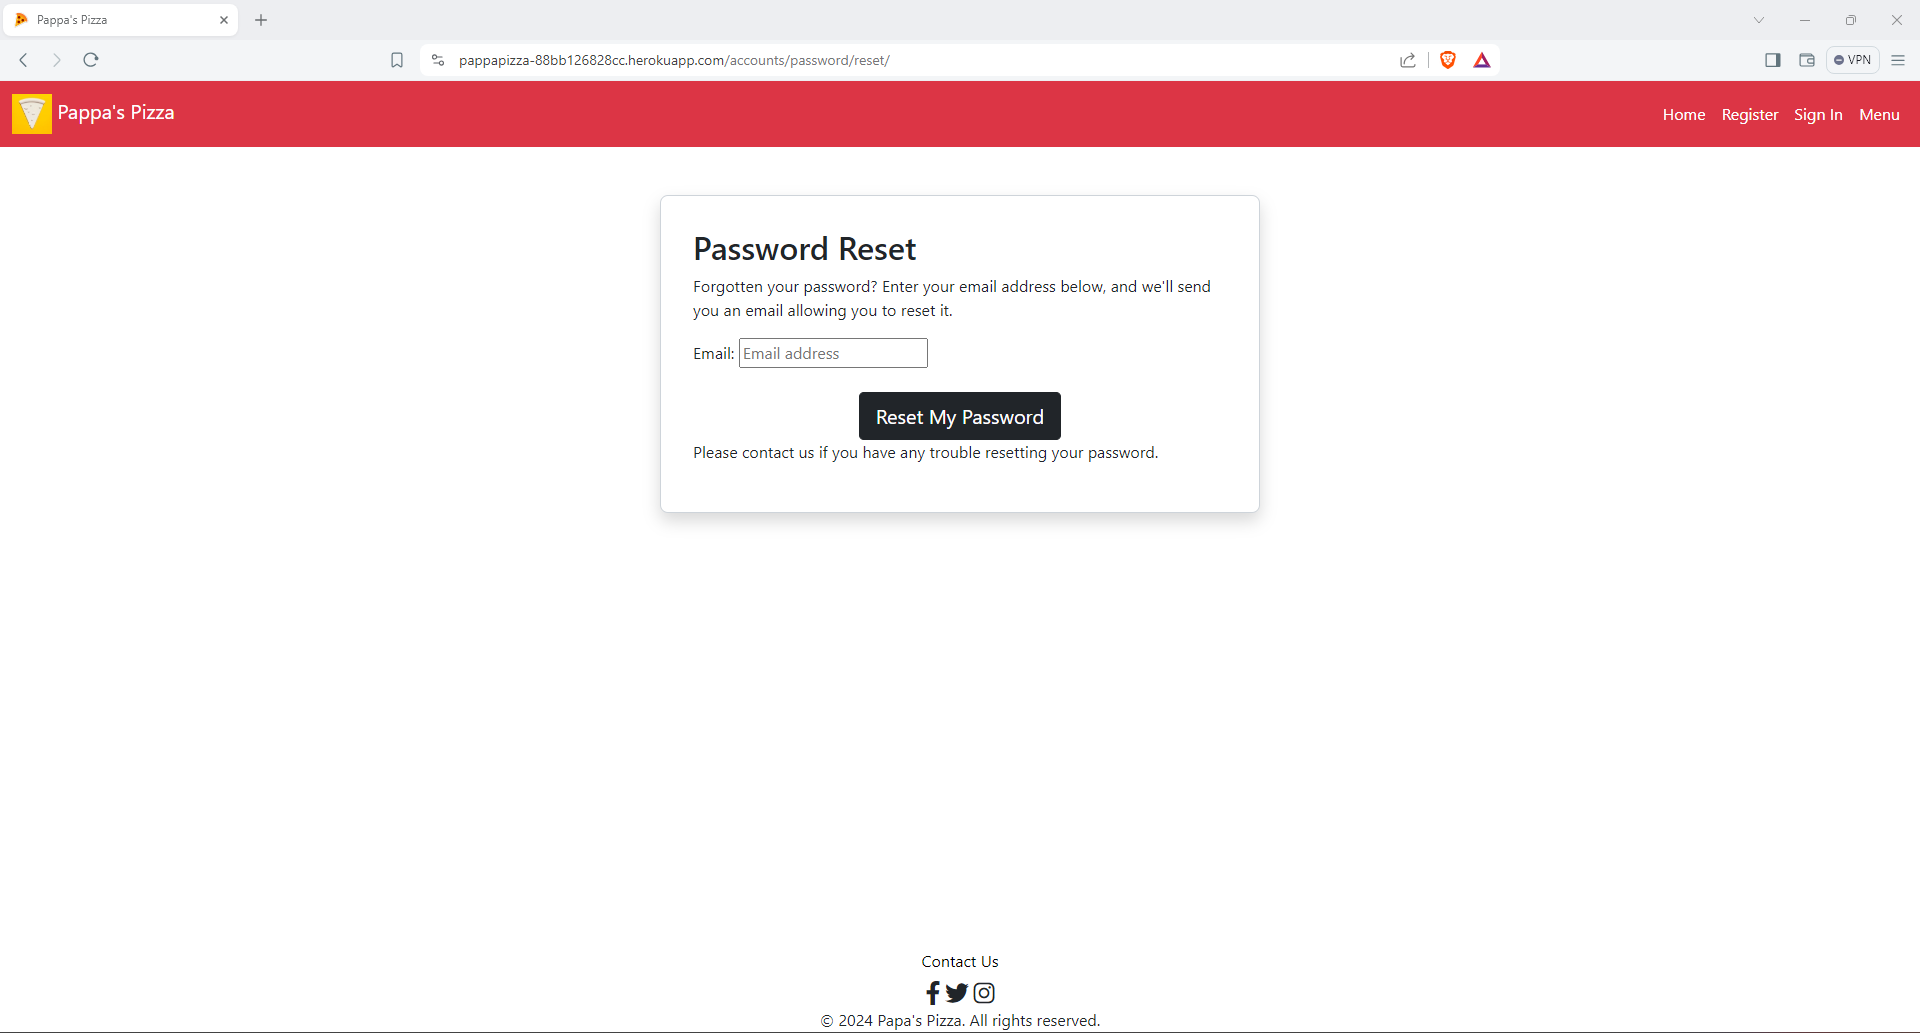 Pappa's Pizza
pappapizza-88bb126828cc.herokuapp.com/accounts/password/reset/
VPN
Pappa's Pizza
Home Register Sign In Menu
Password Reset
Forgotten your password? Enter your email address below, and we'll send
you an email allowing you to reset it.
Email: Email address
Reset My Password
Please contact us if you have any trouble resetting your password.
Contact Us
© 2024 Papa's Pizza. All rights reserved.